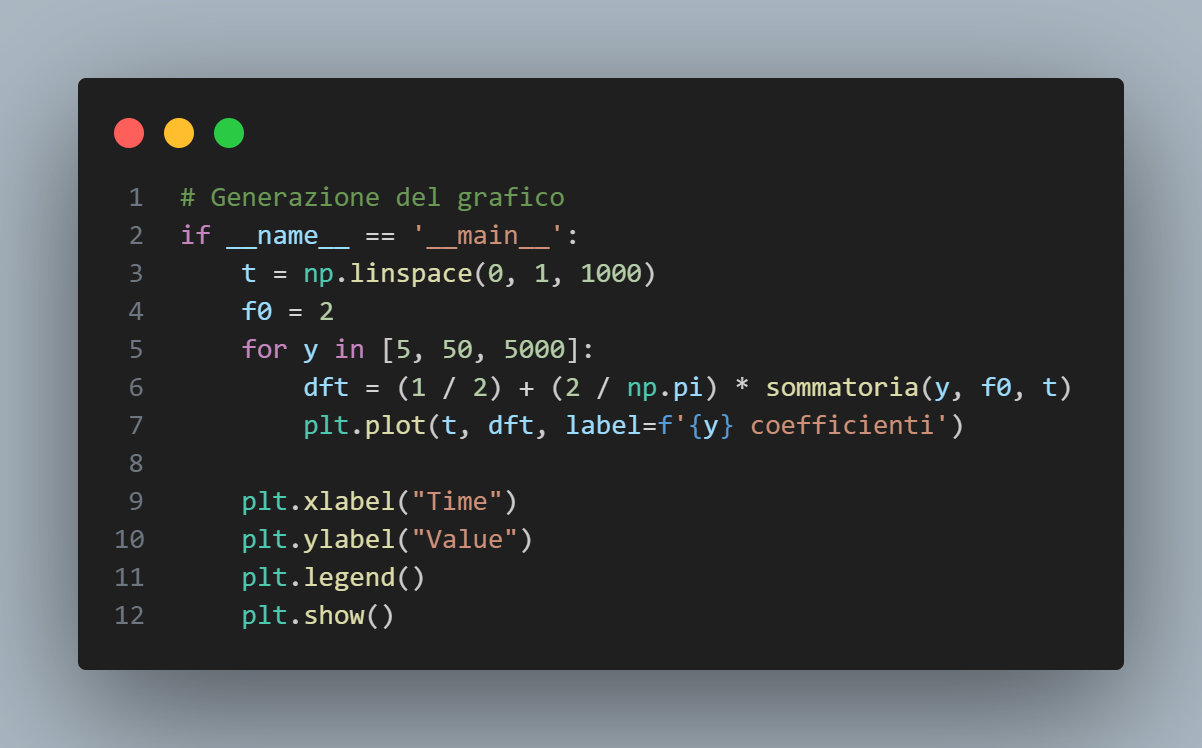 1 # Generazione del grafico
2 if __name__ == '__main__':
3     t = np.linspace(0, 1, 1000)
4     f0 = 2
5     for y in [5, 50, 5000]:
6         dft = (1 / 2) + (2 / np.pi) * sommatoria(y, f0, t)
7         plt.plot(t, dft, label=f'{y} coefficienti')
8
9     plt.xlabel("Time")
10     plt.ylabel("Value")
11     plt.legend()
12     plt.show()